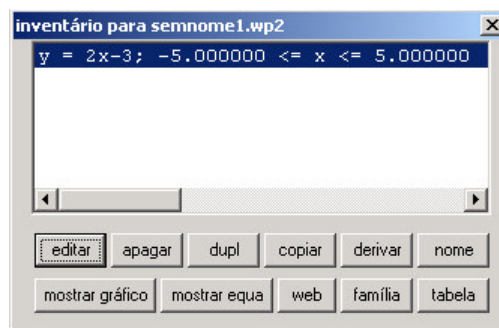 inventário para semnome1.wp2
y = 2x-3; -5.000000 <= x <= 5.000000
editar apagar dupl copiar derivar nome
mostrar gráfico mostrar equa web família tabela